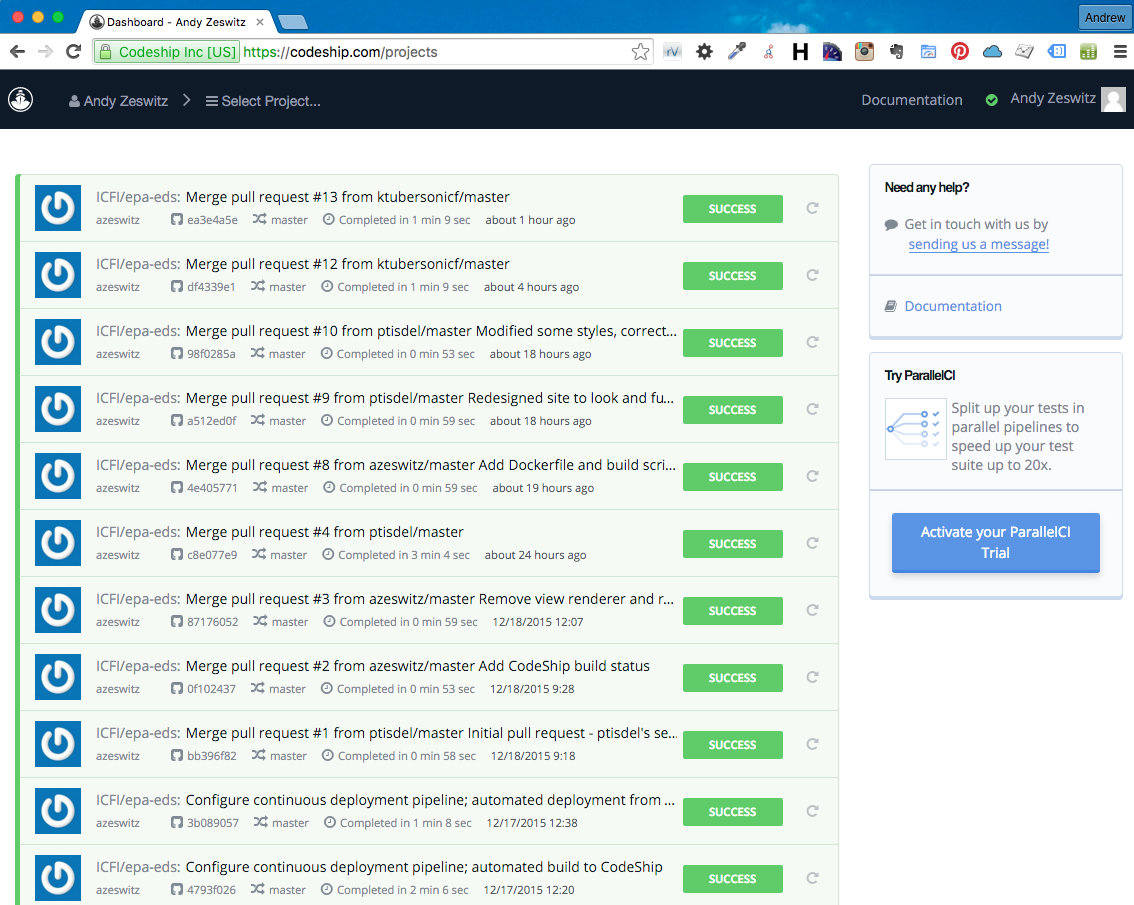 Dashboard - Andy Zeswitz
Andrew
Codeship Inc [US] https://codeship.com/projects
Andy Zeswitz Select Project... Documentation Andy Zeswitz
ICFI/epa-eds: Merge pull request #13 from ktubersonicf/master
azeswitz ea3e4a5e master Completed in 1 min 9 sec about 1 hour ago
SUCCESS
ICFI/epa-eds: Merge pull request #12 from ktubersonicf/master
azeswitz df4339e1 master Completed in 1 min 9 sec about 4 hours ago
SUCCESS
ICFI/epa-eds: Merge pull request #10 from ptisdel/master Modified some styles, correct...
azeswitz 98f0285a master Completed in 0 min 53 sec about 18 hours ago
SUCCESS
ICFI/epa-eds: Merge pull request #9 from ptisdel/master Redesigned site to look and fu...
azeswitz a512ed0f master Completed in 0 min 59 sec about 18 hours ago
SUCCESS
ICFI/epa-eds: Merge pull request #8 from azeswitz/master Add Dockerfile and build scri...
azeswitz 4e405771 master Completed in 0 min 59 sec about 19 hours ago
SUCCESS
ICFI/epa-eds: Merge pull request #4 from ptisdel/master
azeswitz c8e077e9 master Completed in 3 min 4 sec about 24 hours ago
SUCCESS
ICFI/epa-eds: Merge pull request #3 from azeswitz/master Remove view renderer and r...
azeswitz 87176052 master Completed in 0 min 59 sec 12/18/2015 12:07
SUCCESS
ICFI/epa-eds: Merge pull request #2 from azeswitz/master Add CodeShip build status
azeswitz 0f102437 master Completed in 0 min 53 sec 12/18/2015 9:28
SUCCESS
ICFI/epa-eds: Merge pull request #1 from ptisdel/master Initial pull request - ptisdel's se...
azeswitz bb396f82 master Completed in 0 min 58 sec 12/18/2015 9:18
SUCCESS
ICFI/epa-eds: Configure continuous deployment pipeline; automated deployment from ...
azeswitz 3b089057 master Completed in 1 min 8 sec 12/17/2015 12:38
SUCCESS
ICFI/epa-eds: Configure continuous deployment pipeline; automated build to CodeShip
azeswitz 4793f026 master Completed in 2 min 6 sec 12/17/2015 12:20
SUCCESS
Need any help?
Get in touch with us by
sending us a message!
Documentation
Try ParallelCI
Split up your tests in
parallel pipelines to
speed up your test
suite up to 20x.
Activate your ParallelCI
Trial